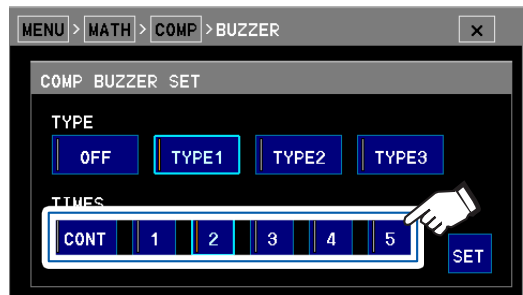 MENU > MATH > COMP > BUZZER ×
COMP BUZZER SET
TYPE
OFF TYPE1 TYPE2 TYPE3
TIMES
CONT 1 2 3 4 5
SET